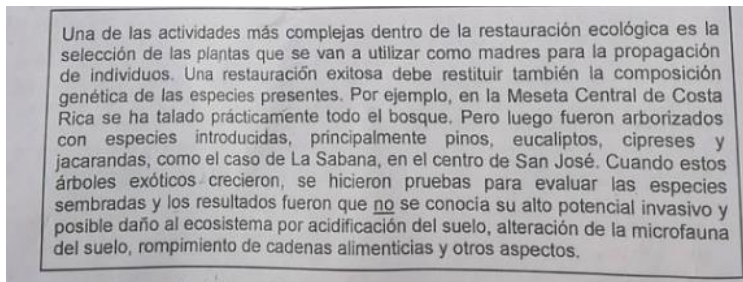 Una de las actividades más complejas dentro de la restauración ecológica es la
selección de las plantas que se van a utilizar como madres para la propagación
de individuos. Una restauración exitosa debe restituir también la composición
genética de las especies presentes. Por ejemplo, en la Meseta Central de Costa
Rica se ha talado prácticamente todo el bosque. Pero luego fueron arborizados
con especies introducidas, principalmente pinos, eucaliptos, cipreses y
jacarandas, como el caso de La Sabana, en el centro de San José. Cuando estos
árboles exóticos crecieron, se hicieron pruebas para evaluar las especies
sembradas y los resultados fueron que no se conocía su alto potencial invasivo y
posible daño al ecosistema por acidificación del suelo, alteración de la microfauna
del suelo, rompimiento de cadenas alimenticias y otros aspectos.